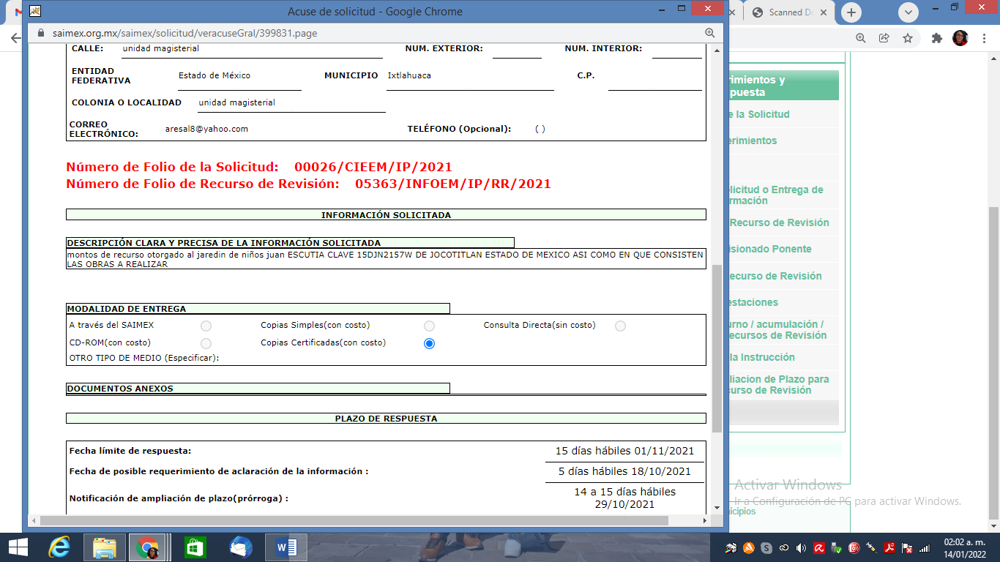 Acuse de solicitud - Google Chrome
saimex.org.mx/saimex/solicitud/veracuseGral/399831.page
CALLE: unidad magisterial NUM. EXTERIOR: NUM. INTERIOR:
ENTIDAD FEDERATIVA Estado de México MUNICIPIO Ixtlahuaca C.P.
COLONIA O LOCALIDAD unidad magisterial
CORREO ELECTRÓNICO: aresal8@yahoo.com TELÉFONO (Opcional): ( )
Número de Folio de la Solicitud: 00026/CIEEM/IP/2021
Número de Folio de Recurso de Revisión: 05363/INFOEM/IP/RR/2021
INFORMACIÓN SOLICITADA
DESCRIPCIÓN CLARA Y PRECISA DE LA INFORMACIÓN SOLICITADA
montos de recurso otorgado al jaredin de niños juan ESCUTIA CLAVE 15DJN2157W DE JOCOTITLAN ESTADO DE MEXICO ASI COMO EN QUE CONSISTEN
LAS OBRAS A REALIZAR
MODALIDAD DE ENTREGA
A través del SAIMEX Copias Simples(con costo) Consulta Directa(sin costo)
CD-ROM(con costo) Copias Certificadas(con costo)
OTRO TIPO DE MEDIO (Especificar):
DOCUMENTOS ANEXOS
PLAZO DE RESPUESTA
Fecha límite de respuesta: 15 días hábiles 01/11/2021
Fecha de posible requerimiento de aclaración de la información : 5 días hábiles 18/10/2021
Notificación de ampliación de plazo(prórroga) : 14 a 15 días hábiles
29/10/2021
Scanned D
rimientos y
puesta
e la Solicitud
erimientos
licitud o Entrega de
rmación
Recurso de Revisión
isionado Ponente
ecurso de Revisión
estaciones
urno / acumulación /
ecursos de Revisión
la Instrucción
liacion de Plazo para
curso de Revisión
Activar Windows
Ir a Configuración de PC para activar Windows.
nicipios
02:02 a. m.
14/01/2022